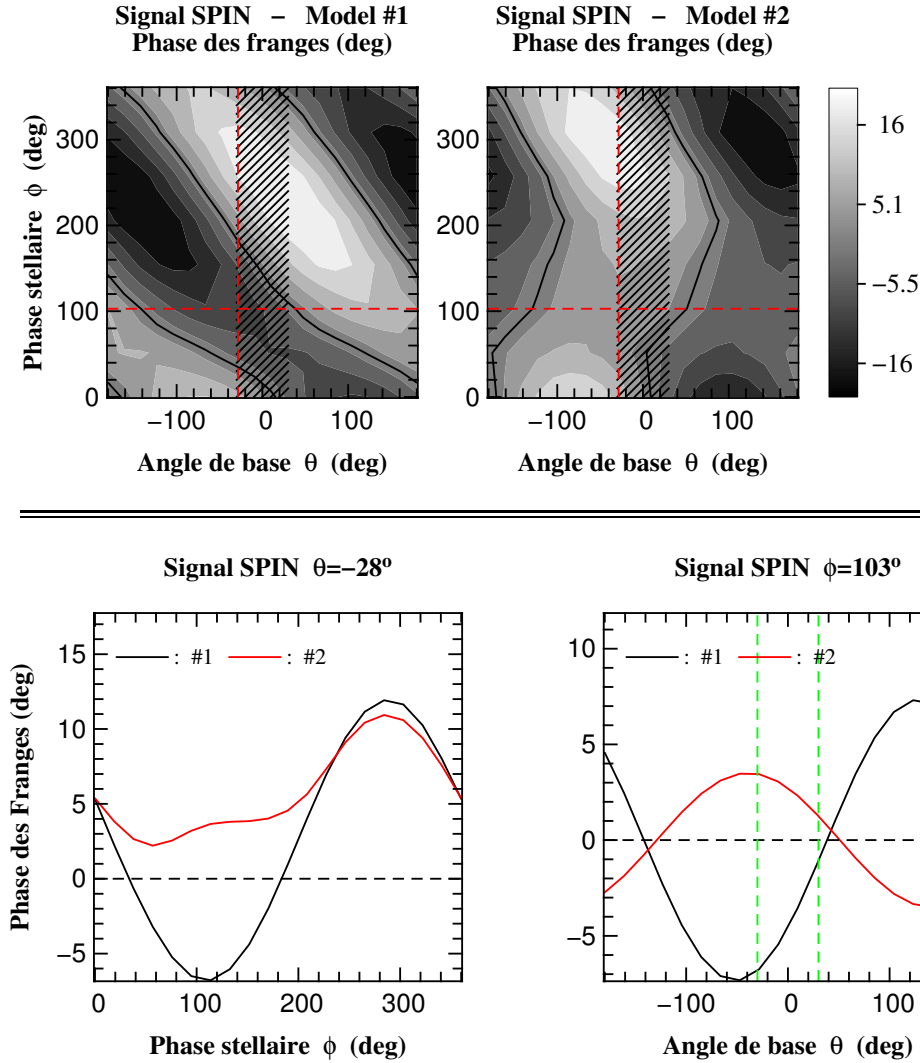 Signal SPIN − Model #1
Phase des franges (deg)
Signal SPIN − Model #2
Phase des franges (deg)
Phase stellaire ϕ (deg)
300
200
100
0
−100 0 100
Angle de base θ (deg)
300
200
100
0
−100 0 100
Angle de base θ (deg)
16
5.1
−5.5
−16
Signal SPIN θ=−28º
Phase des Franges (deg)
15
10
5
0
−5
: #1 : #2
0 100 200 300
Phase stellaire ϕ (deg)
Signal SPIN ϕ=103º
10
5
0
−5
: #1 : #2
−100 0 100
Angle de base θ (deg)